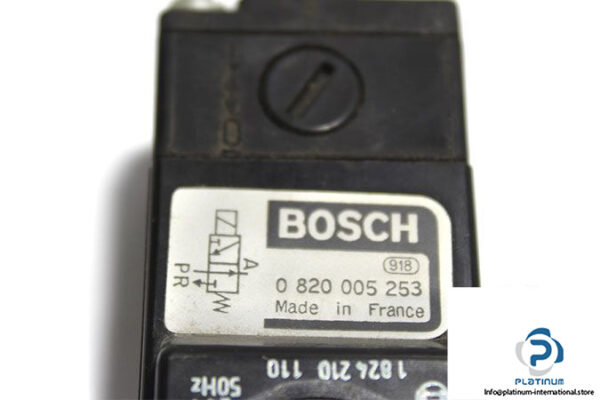 BOSCH
918
0 820 005 253
Made in France
A
PR
1 824 210 110
50Hz
PLATINUM
Info@platinum-international.store